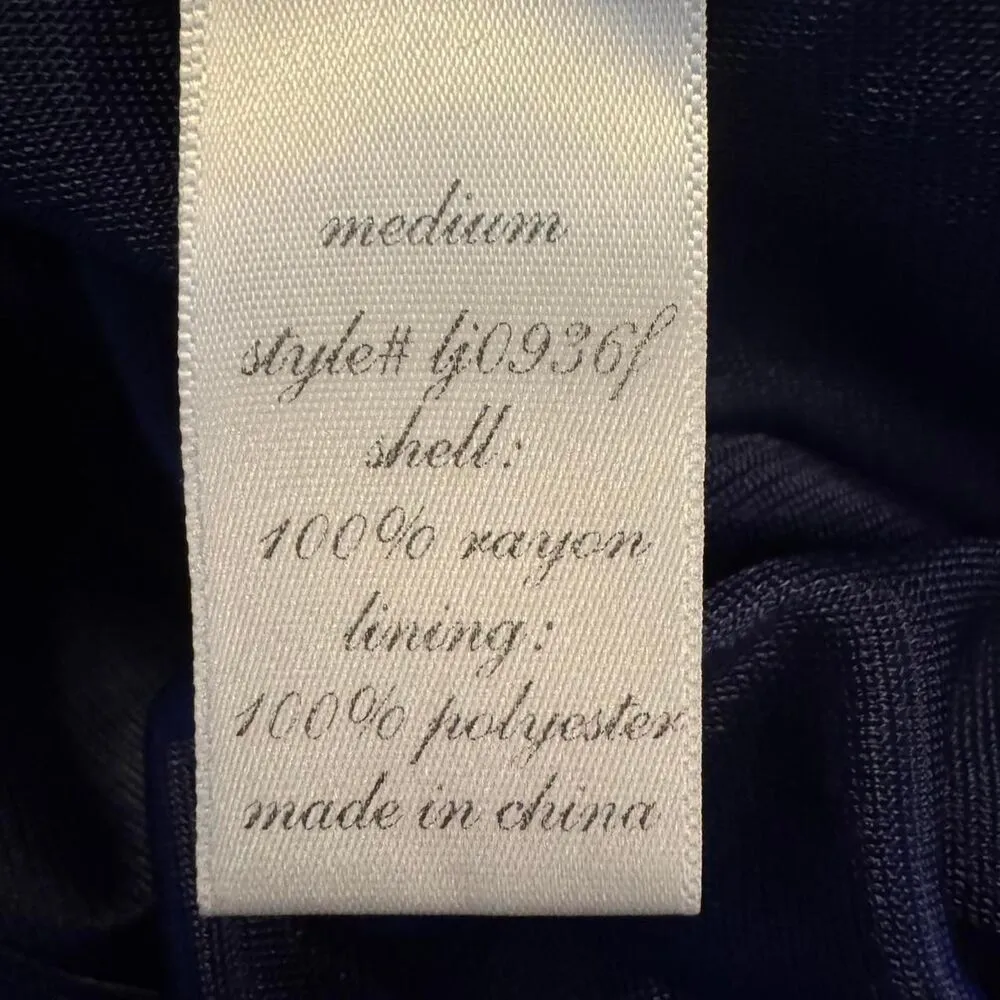 medium
style# lj0936f
shell:
100% rayon
lining:
100% polyester
made in china